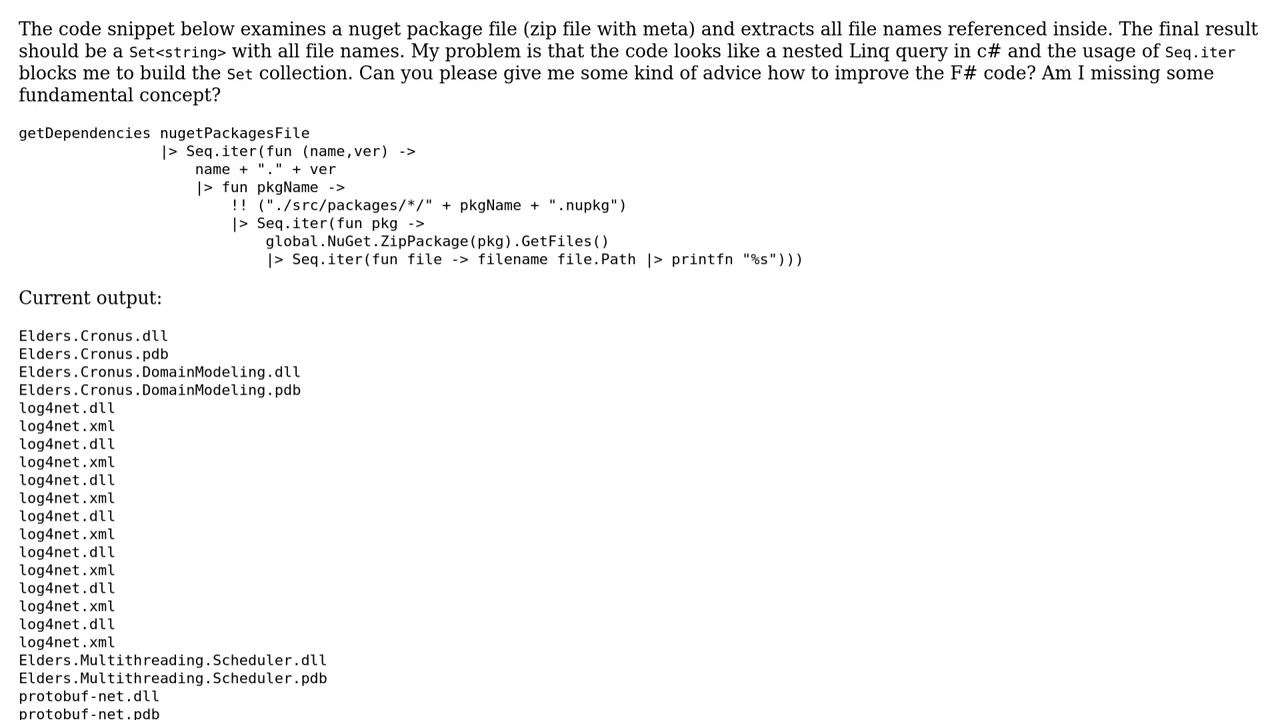 The code snippet below examines a nuget package file (zip file with meta) and extracts all file names referenced inside. The final result
should be a Set<string> with all file names. My problem is that the code looks like a nested Linq query in c# and the usage of Seq.iter
blocks me to build the Set collection. Can you please give me some kind of advice how to improve the F# code? Am I missing some
fundamental concept?
getDependencies nugetPackagesFile
                |> Seq.iter(fun (name,ver) ->
                    name + "." + ver
                    |> fun pkgName ->
                        !! ("./src/packages/*/" + pkgName + ".nupkg")
                        |> Seq.iter(fun pkg ->
                            global.NuGet.ZipPackage(pkg).GetFiles()
                            |> Seq.iter(fun file -> filename file.Path |> printfn "%s")))
Current output:
Elders.Cronus.dll
Elders.Cronus.pdb
Elders.Cronus.DomainModeling.dll
Elders.Cronus.DomainModeling.pdb
log4net.dll
log4net.xml
log4net.dll
log4net.xml
log4net.dll
log4net.xml
log4net.dll
log4net.xml
log4net.dll
log4net.xml
log4net.dll
log4net.xml
log4net.dll
log4net.xml
Elders.Multithreading.Scheduler.dll
Elders.Multithreading.Scheduler.pdb
protobuf-net.dll
protobuf-net.pdb